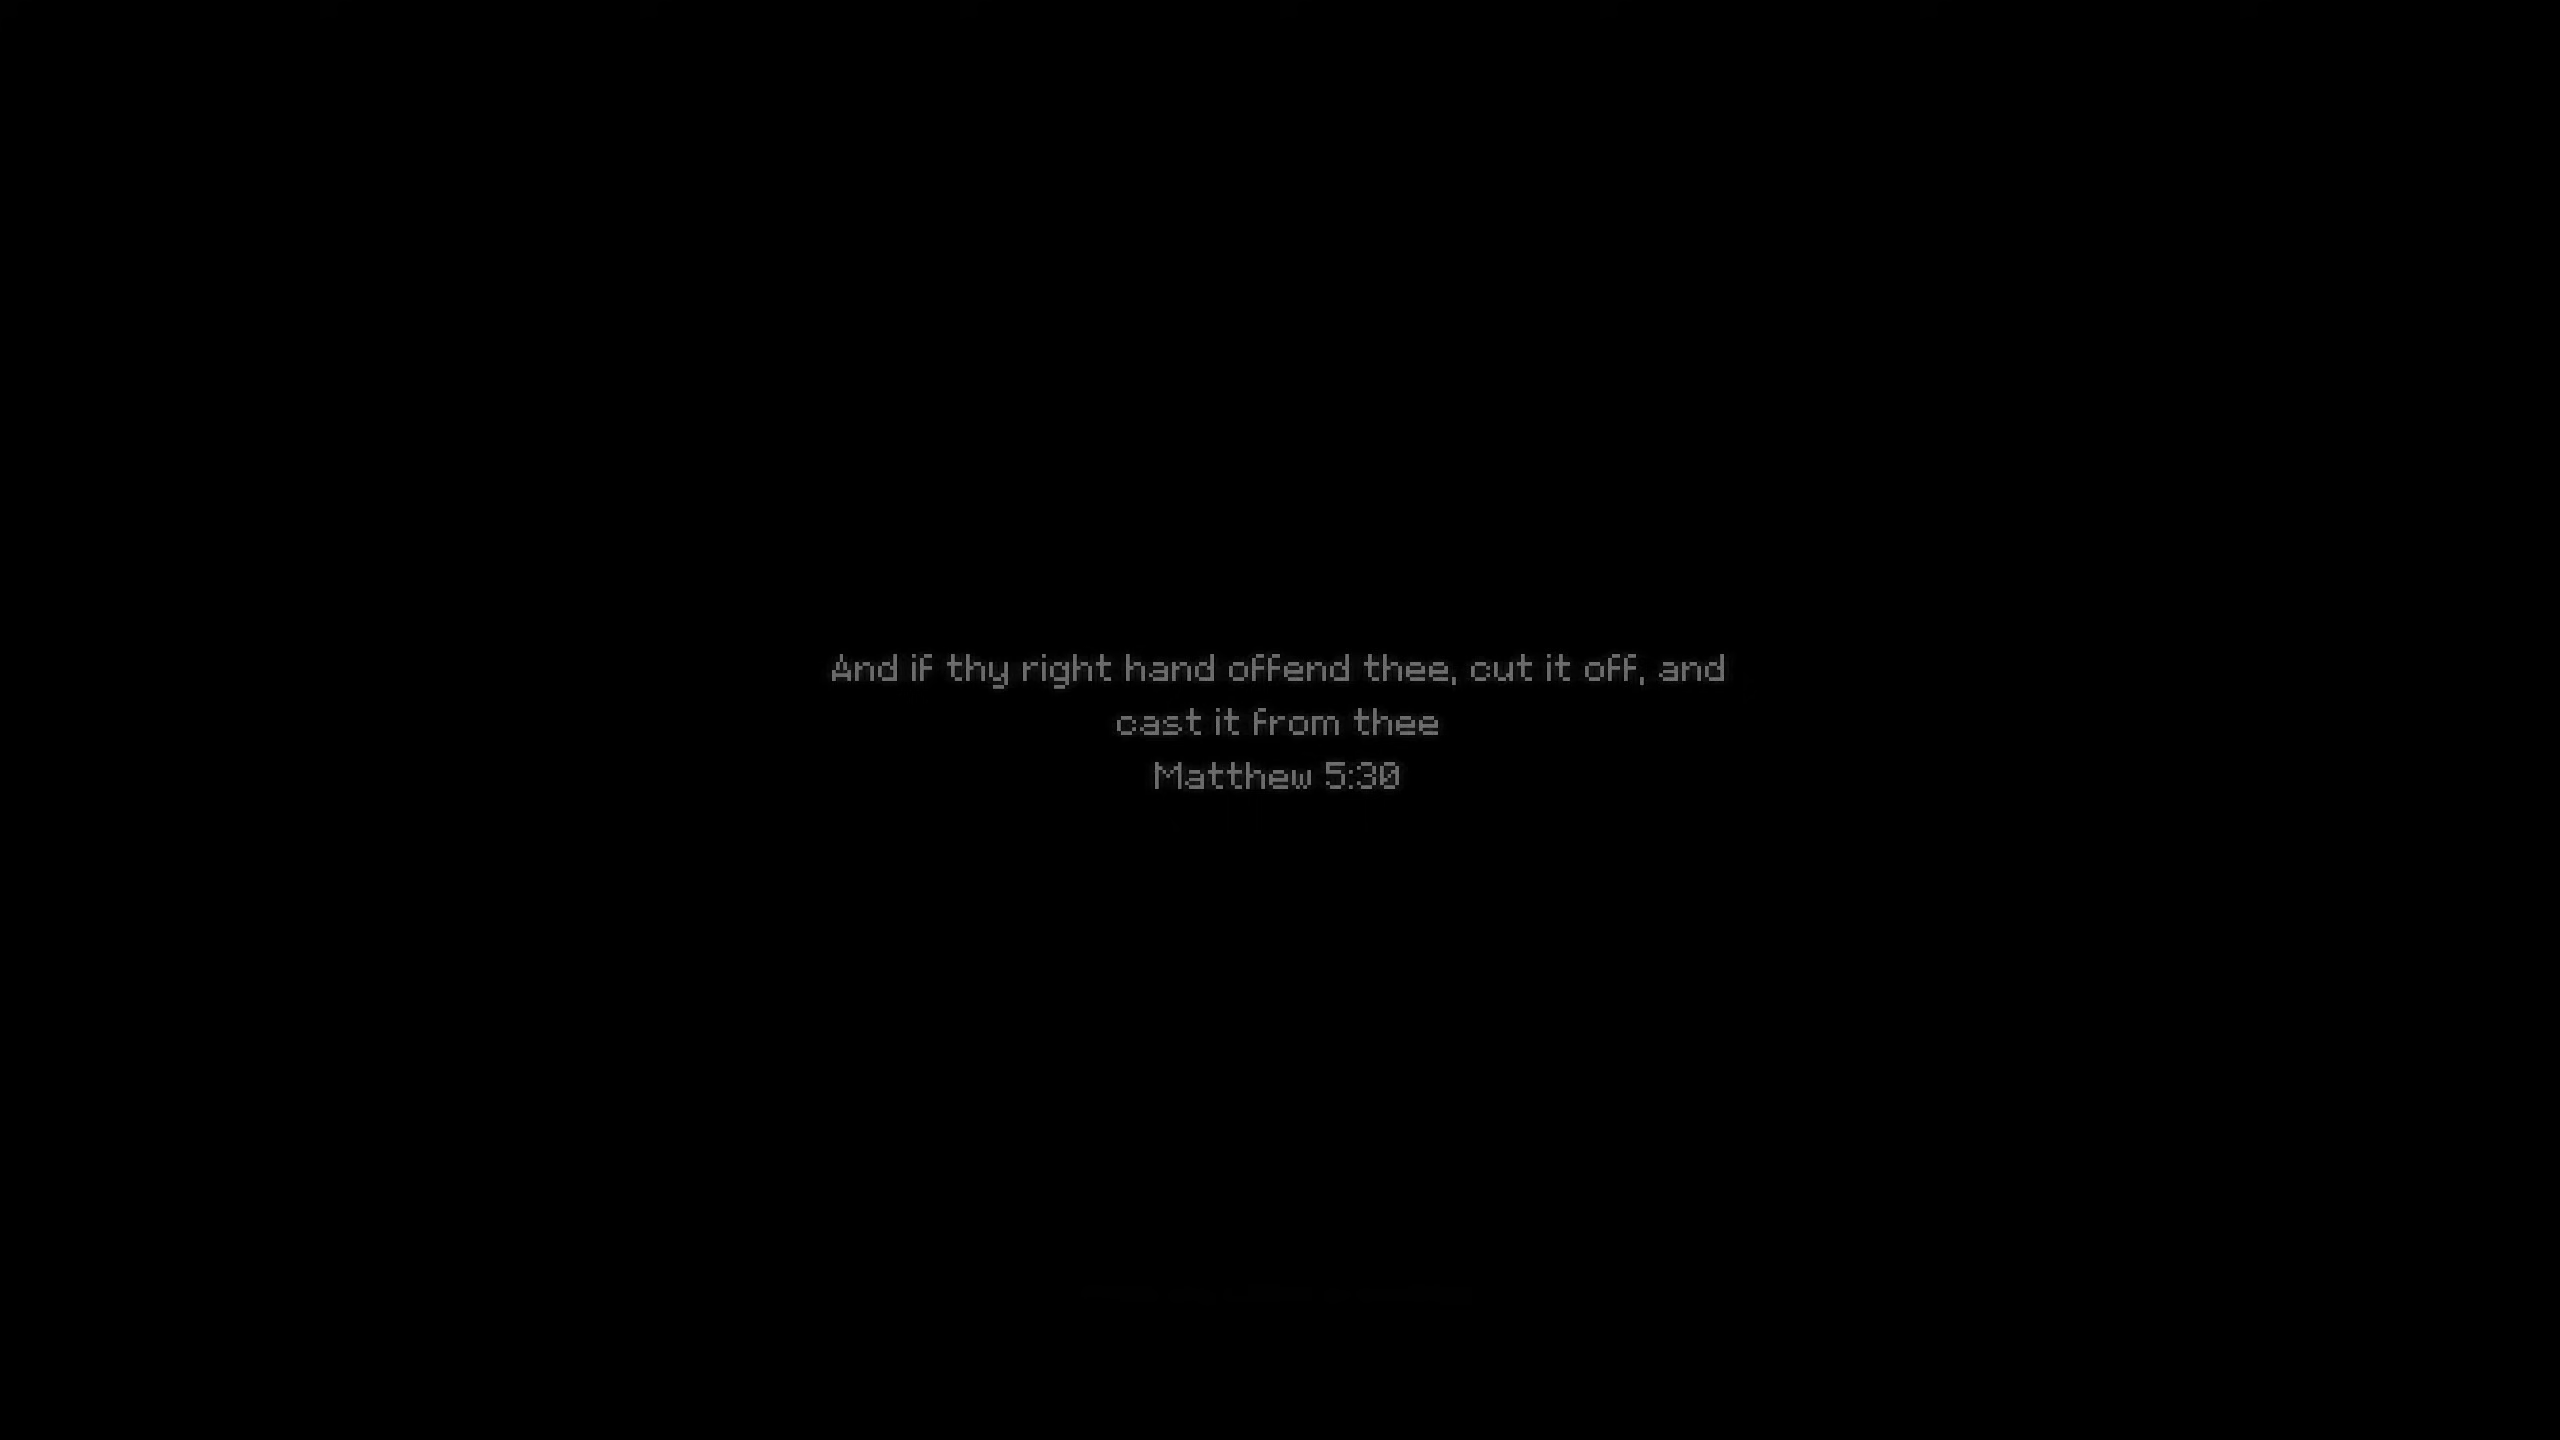 And if thy right hand offend thee, cut it off, and
cast it from thee
Matthew 5:30